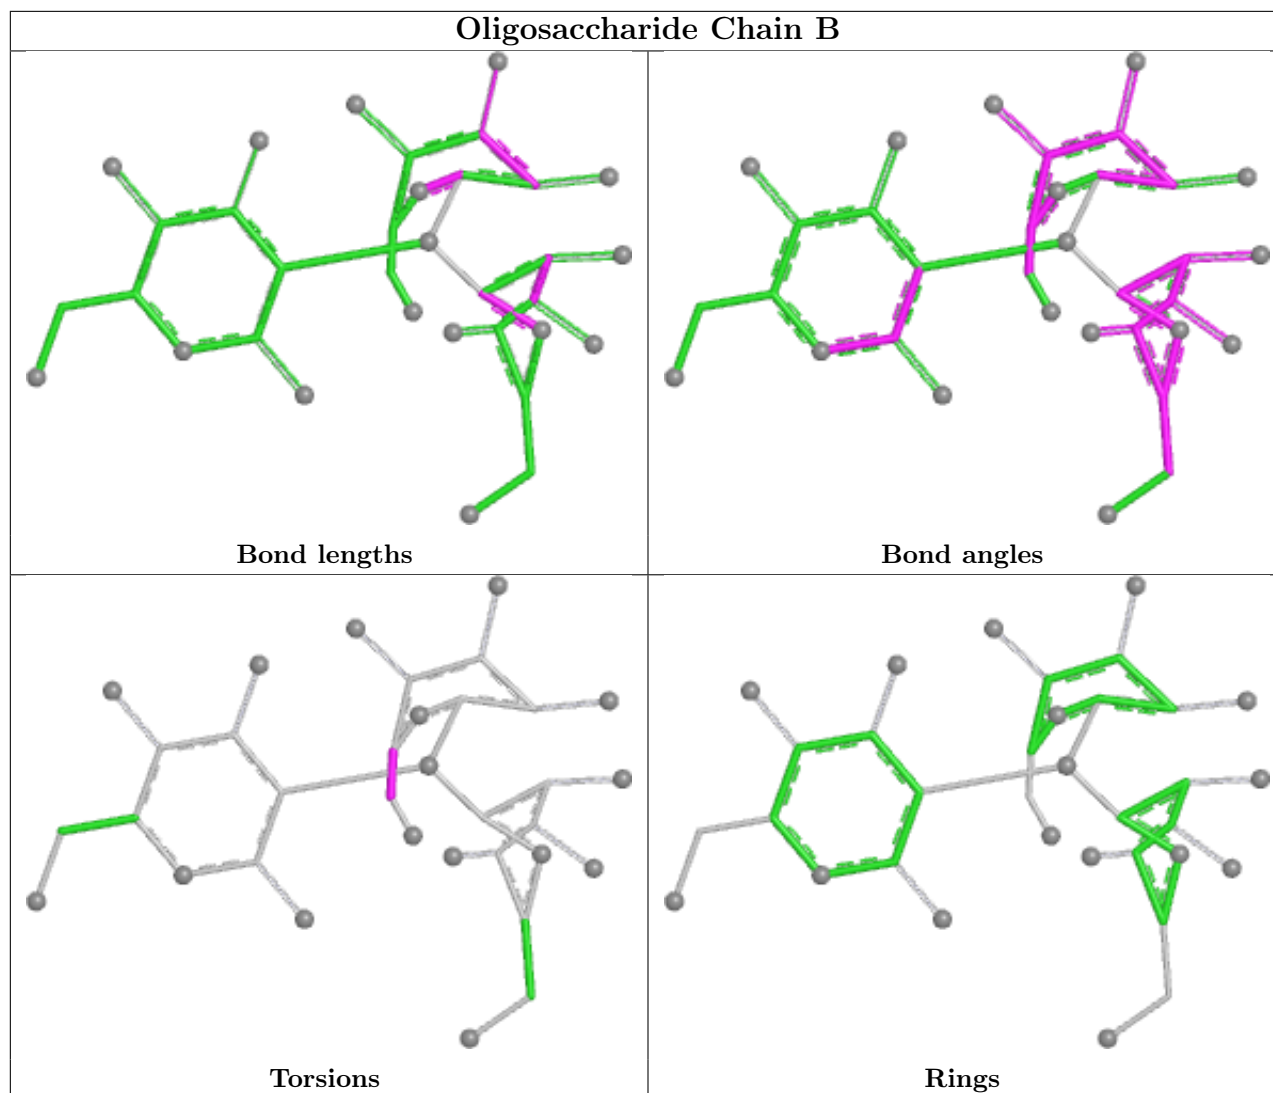 Oligosaccharide Chain B
Bond lengths
Bond angles
Torsions
Rings